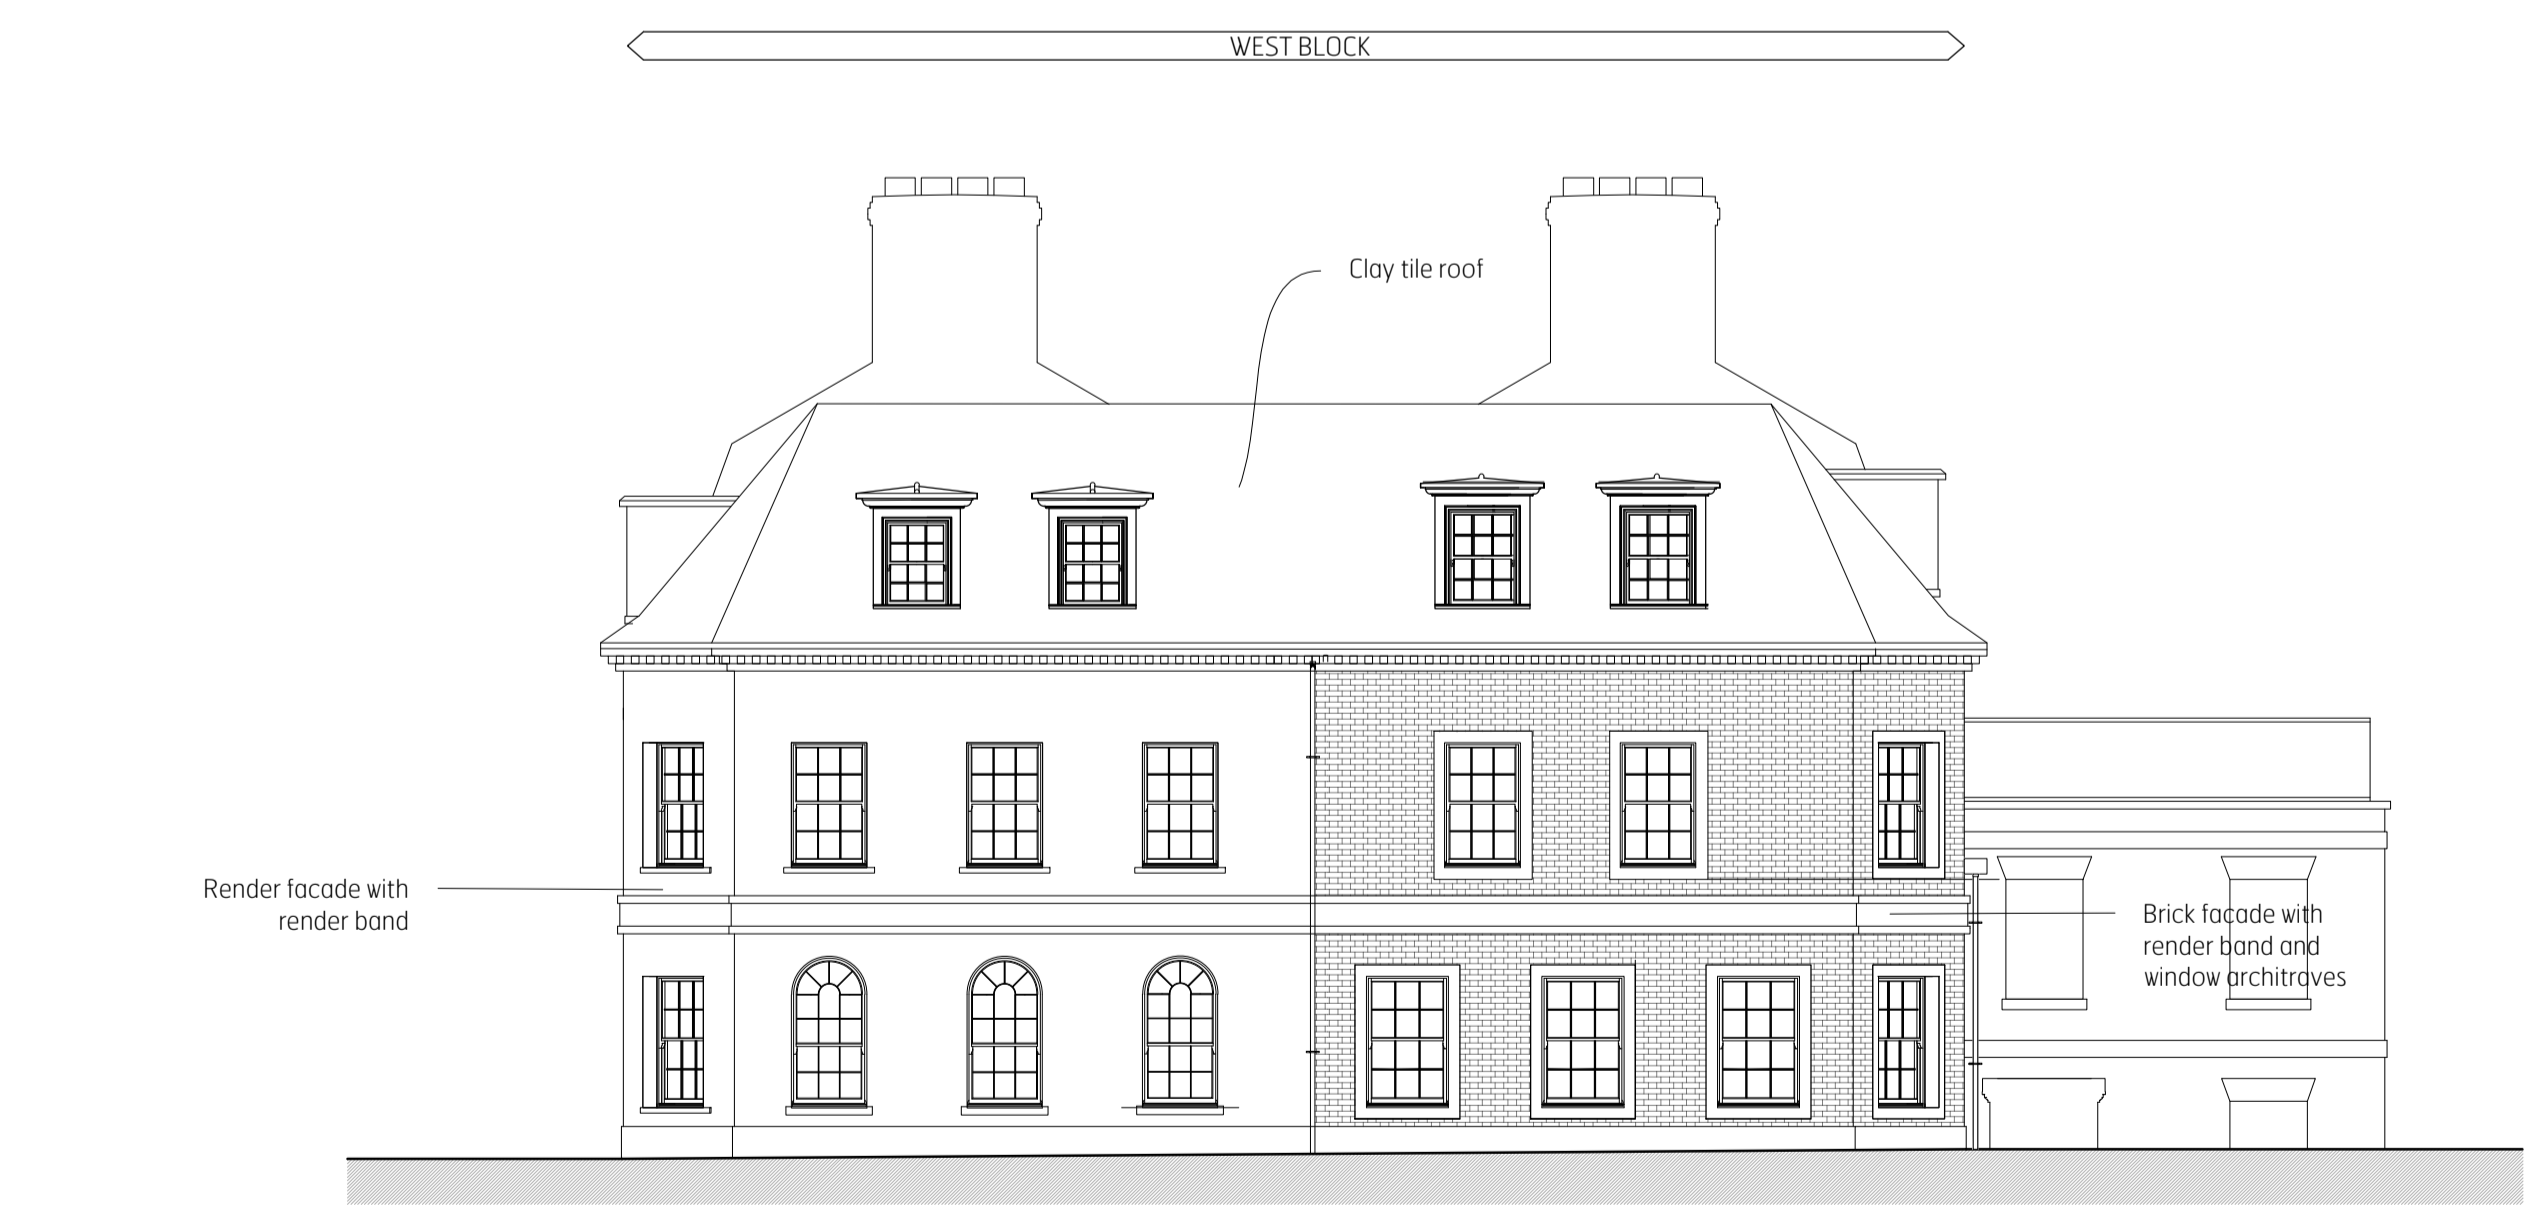 WEST BLOCK
Clay tile roof
Render facade with
render band
Brick facade with
render band and
window architraves